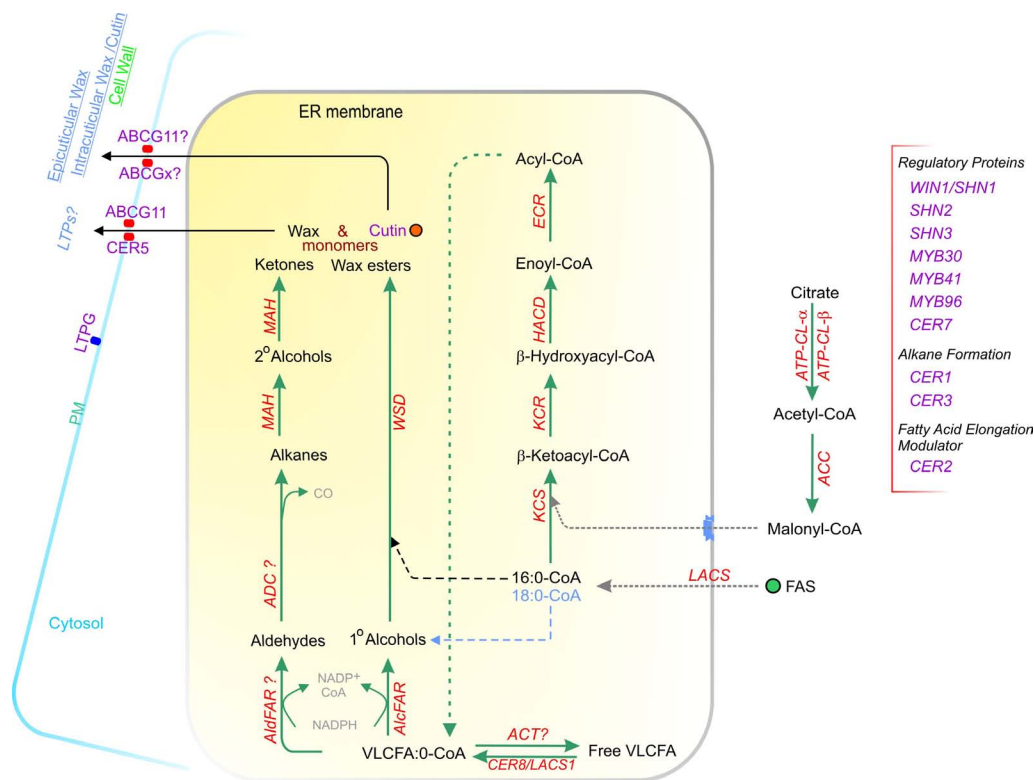 Epicuticular Wax
Intracuticular Wax /Cutin
Cell Wall
ABCG11?
ABCGx?
LTPs?
ABCG11
CER5
LTPG
PM
Cytosol
ER membrane
Wax & Cutin
monomers
Ketones
Wax esters
MAH
2° Alcohols
MAH
WSD
Alkanes
CO
ADC ?
Aldehydes
1° Alcohols
AldFAR ?
NADP+
CoA
NADPH
AlcFAR
VLCFA:0-CoA
ACT?
CER8/LACS1
Free VLCFA
Acyl-CoA
ECR
Enoyl-CoA
HACD
β-Hydroxyacyl-CoA
KCR
β-Ketoacyl-CoA
KCS
16:0-CoA
18:0-CoA
LACS
FAS
Citrate
ATP-CL-α
ATP-CL-β
Acetyl-CoA
ACC
Malonyl-CoA
Regulatory Proteins
WIN1/SHN1
SHN2
SHN3
MYB30
MYB41
MYB96
CER7
Alkane Formation
CER1
CER3
Fatty Acid Elongation
Modulator
CER2